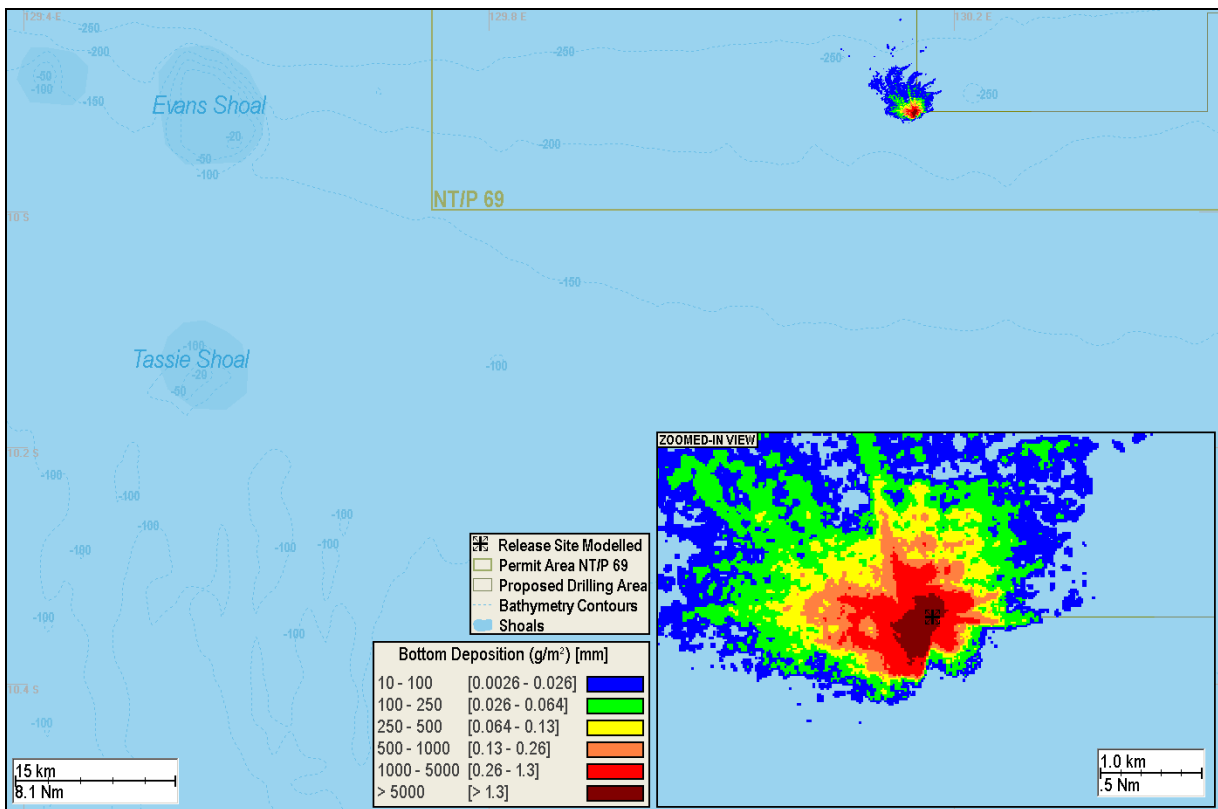 129.4 E
129.8 E
130.2 E
-250
-200
-50
-100
-150
Evans Shoal
-20
-50
-100
-250
-250
-250
-200
NT/P 69
10 S
-150
-100
Tassie Shoal
-20
-50
-100
10.2 S
-100
-100
-100
-100
-100
-100
-100
-100
10.4 S
-100
ZOOMED-IN VIEW
Release Site Modelled
Permit Area NT/P 69
Proposed Drilling Area
Bathymetry Contours
Shoals
Bottom Deposition (g/m²) [mm]
10 - 100 [0.0026 - 0.026]
100 - 250 [0.026 - 0.064]
250 - 500 [0.064 - 0.13]
500 - 1000 [0.13 - 0.26]
1000 - 5000 [0.26 - 1.3]
> 5000 [> 1.3]
15 km
8.1 Nm
1.0 km
.5 Nm